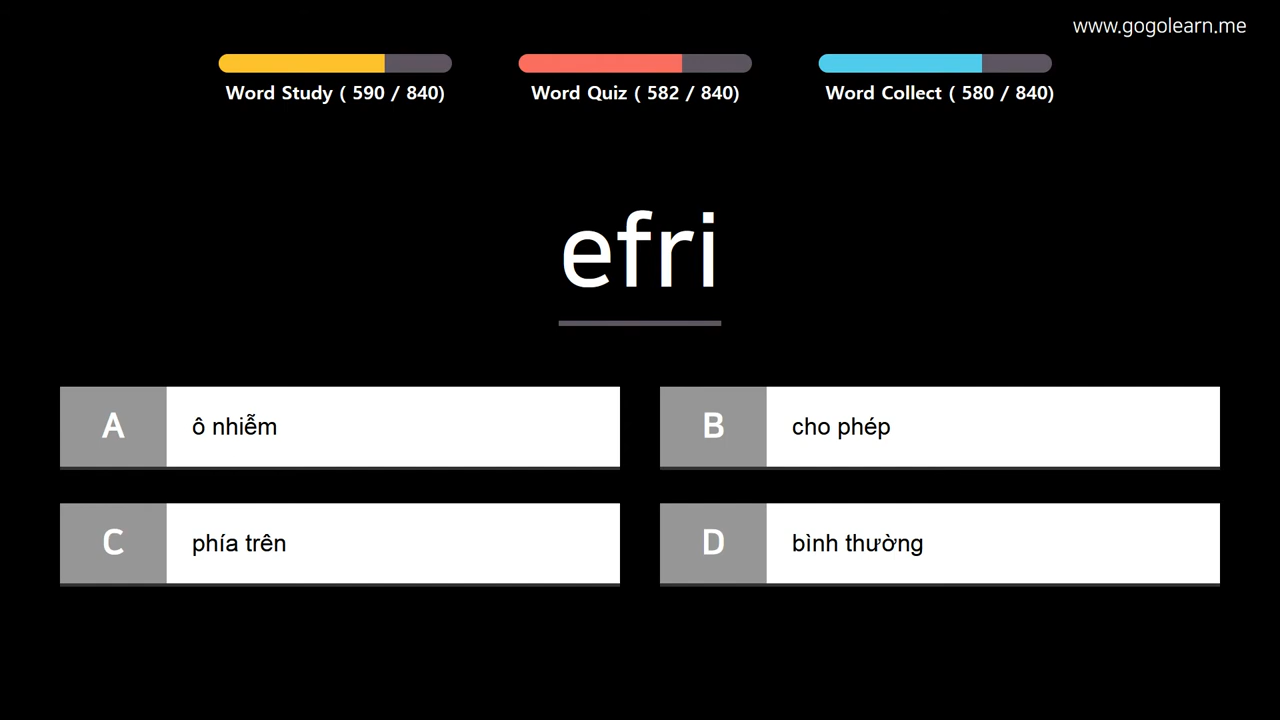 www.gogolearn.me
Word Study ( 590 / 840)
Word Quiz ( 582 / 840)
Word Collect ( 580 / 840)
efri
A
ô nhiễm
B
cho phép
C
phía trên
D
bình thường